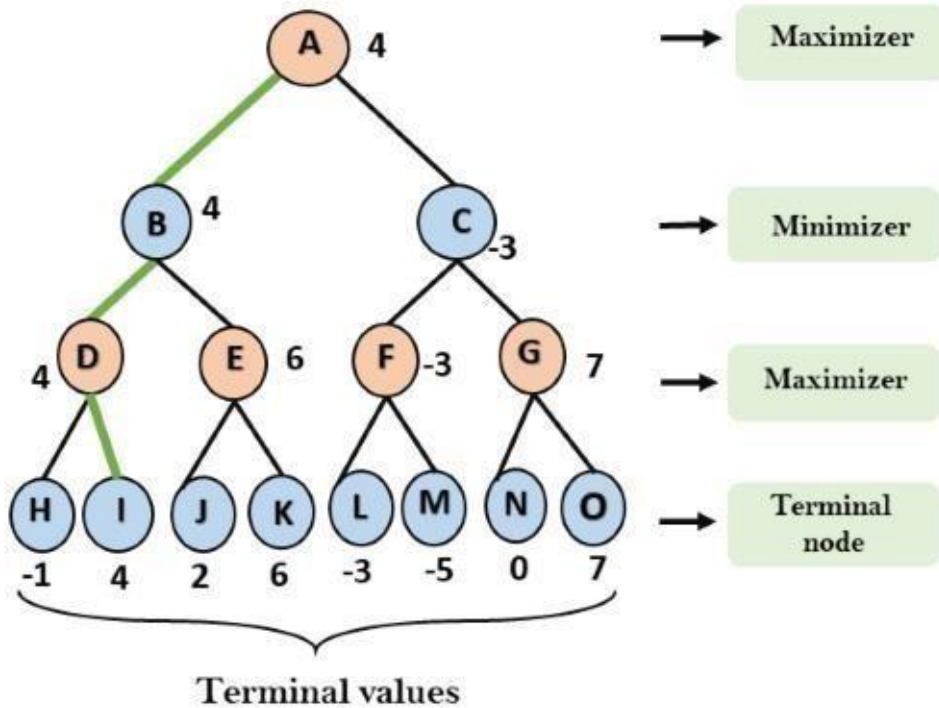 A 4
Maximizer
B 4
C -3
Minimizer
D 4
E 6
F -3
G 7
Maximizer
H I J K L M N O
Terminal
node
-1 4 2 6 -3 -5 0 7
Terminal values